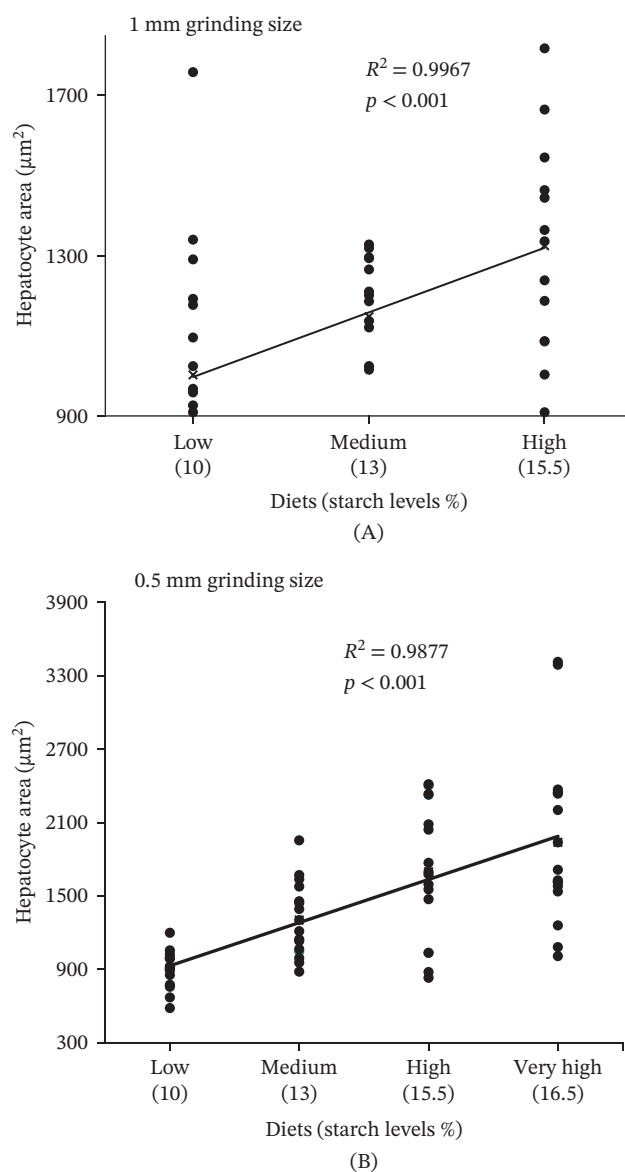 1 mm grinding size
R² = 0.9967
p < 0.001
Hepatocyte area (μm²)
1700
1300
900
Low Medium High
(10) (13) (15.5)
Diets (starch levels %)
(A)
0.5 mm grinding size
R² = 0.9877
p < 0.001
Hepatocyte area (μm²)
3900
3300
2700
2100
1500
900
300
Low Medium High Very high
(10) (13) (15.5) (16.5)
Diets (starch levels %)
(B)